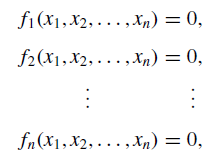 f₁(x₁, x₂, . . . , xₙ) = 0,
f₂(x₁, x₂, . . . , xₙ) = 0,
⋮ ⋮
fₙ(x₁, x₂, . . . , xₙ) = 0,